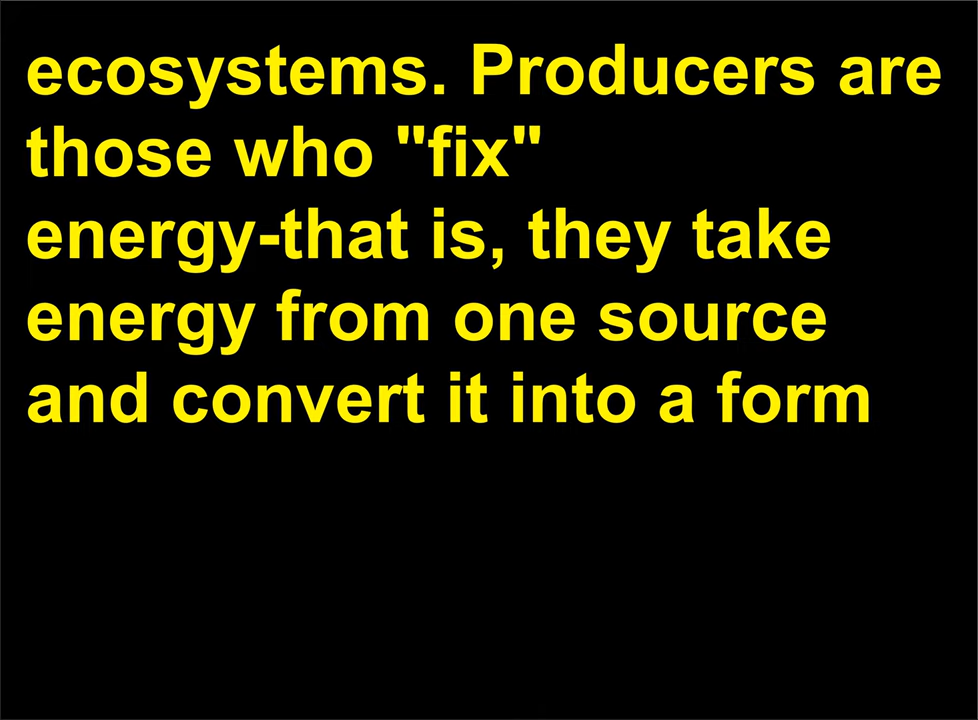 ecosystems. Producers are
those who "fix"
energy-that is, they take
energy from one source
and convert it into a form